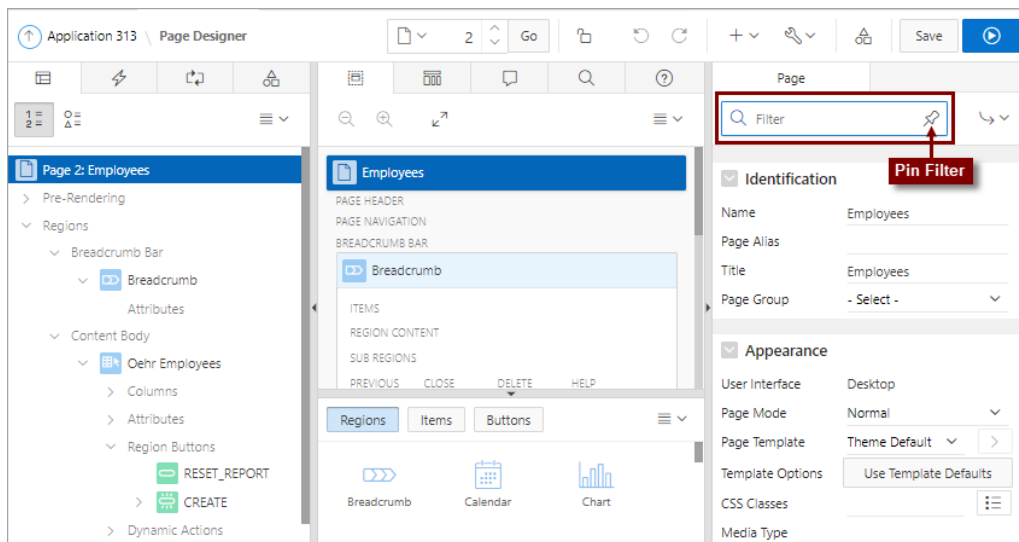 Application 313 \ Page Designer
2
Go
Save
1 =
2 =
Page 2: Employees
Pre-Rendering
Regions
Breadcrumb Bar
Breadcrumb
Attributes
Content Body
Oehr Employees
Columns
Attributes
Region Buttons
RESET_REPORT
CREATE
Dynamic Actions
Employees
PAGE HEADER
PAGE NAVIGATION
BREADCRUMB BAR
Breadcrumb
ITEMS
REGION CONTENT
SUB REGIONS
PREVIOUS CLOSE DELETE HELP
Regions Items Buttons
Breadcrumb Calendar Chart
Page
Filter
Pin Filter
Identification
Name Employees
Page Alias
Title Employees
Page Group - Select -
Appearance
User Interface Desktop
Page Mode Normal
Page Template Theme Default
Template Options Use Template Defaults
CSS Classes
Media Type